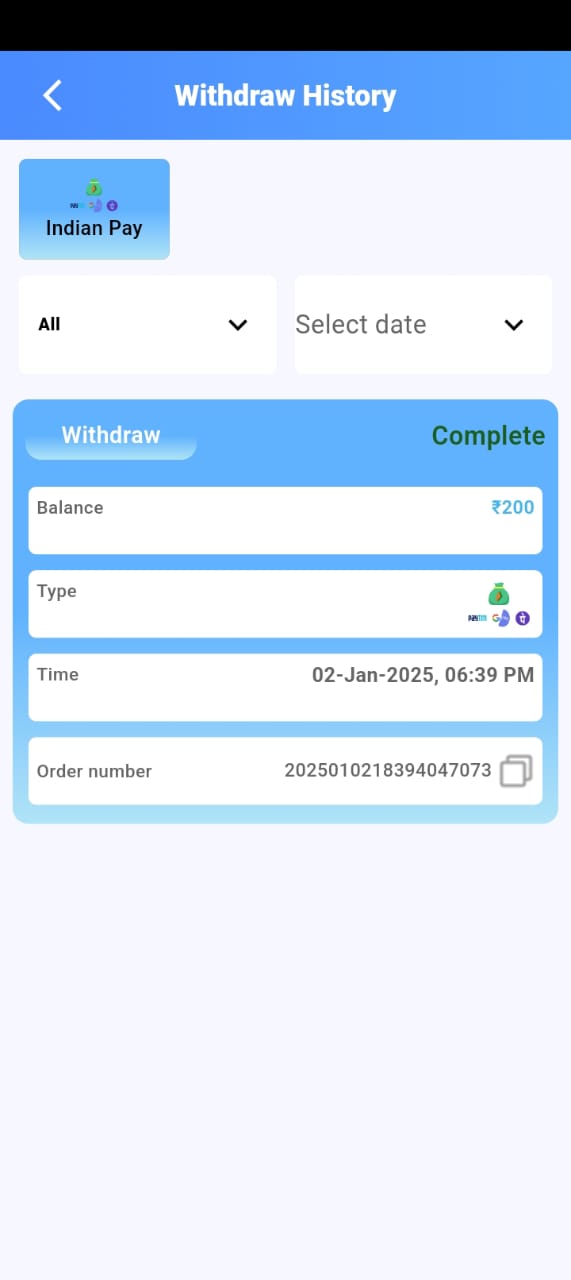 Withdraw History
Indian Pay
All
Select date
Withdraw
Complete
Balance
₹200
Type
Paytm
Time
02-Jan-2025, 06:39 PM
Order number
2025010218394047073